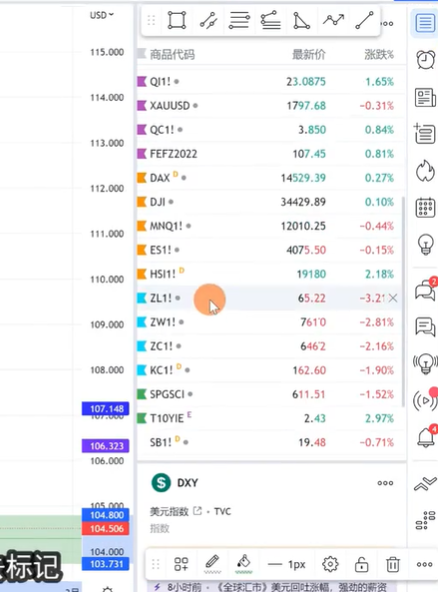 USD
115.000
114.000
113.000
112.000
111.000
110.000
109.000
108.000
107.148
106.323
106.000
105.000
104.800
104.506
104.000
103.731
商品代码 最新价 涨跌%
QI1! 23.0875 1.65%
XAUUSD 1797.68 −0.31%
QC1! 3.850 0.84%
FEFZ2022 107.45 0.81%
DAX D 14529.39 0.27%
DJI 34429.89 0.10%
MNQ1! 12010.25 −0.44%
ES1! 4075.50 −0.15%
HSI1! D 19180 2.18%
ZL1! 65.22 −3.21
ZW1! 761'0 −2.81%
ZC1! 646'2 −2.16%
KC1! D 162.60 −1.90%
SPGSCI 611.51 −1.52%
T10YIE E 2.43 2.97%
SB1! D 19.48 −0.71%
S DXY
美元指数 • TVC
指数
1px
8小时前 · 《全球汇市》美元回吐涨幅，强劲的薪资
标记
2
4